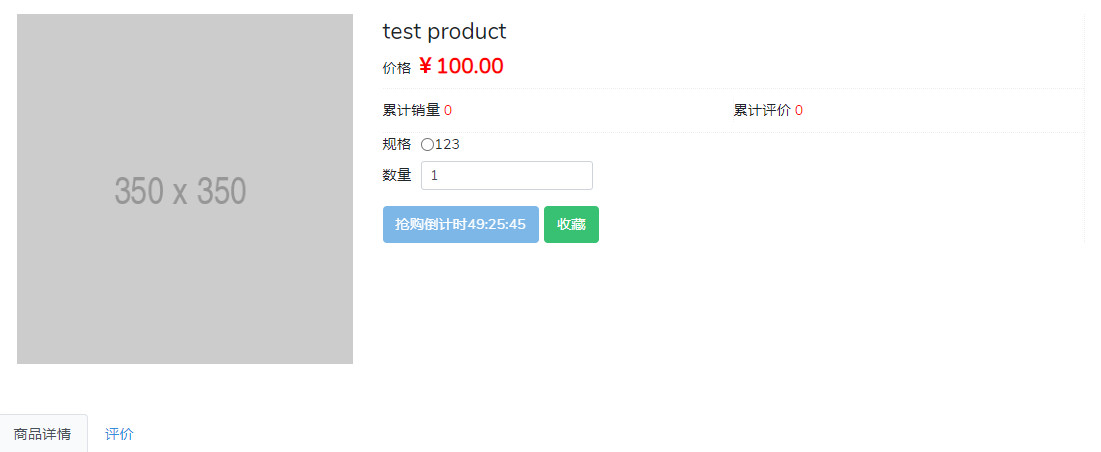 350 x 350
test product
价格 ¥ 100.00
累计销量 0 累计评价 0
规格 123
数量 1
抢购倒计时49:25:45 收藏
商品详情 评价